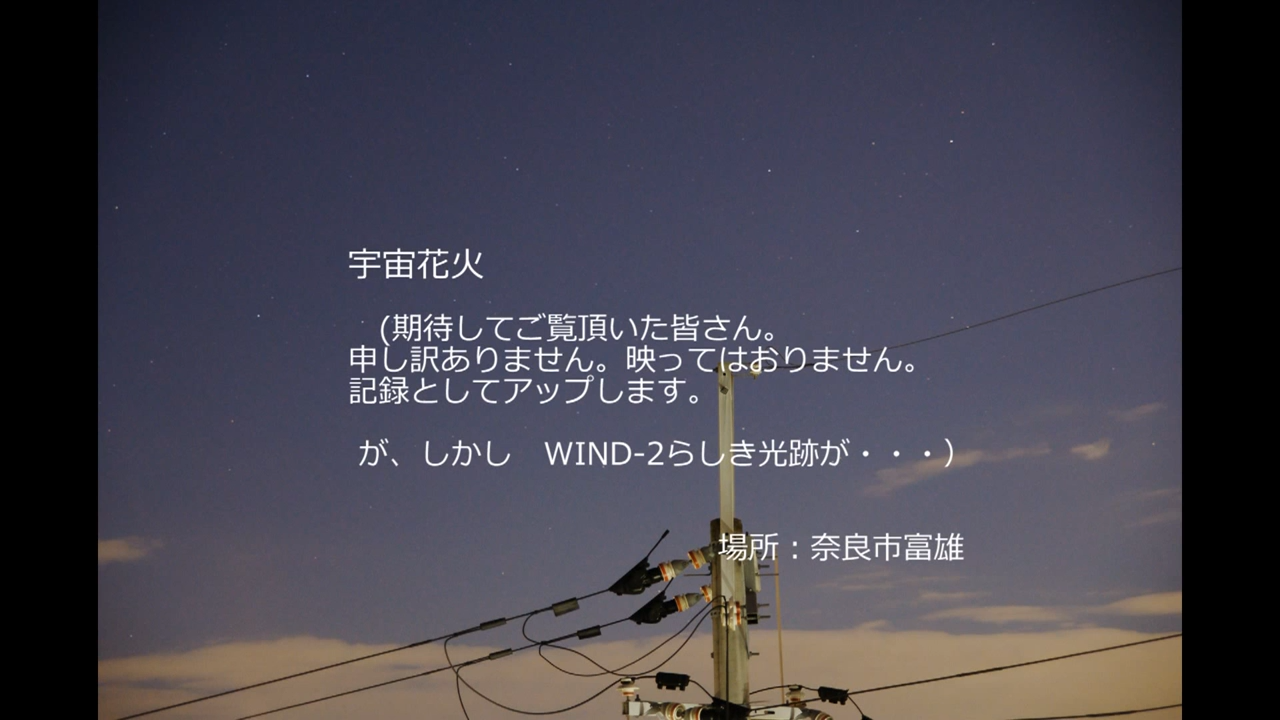 宇宙花火
(期待してご覧頂いた皆さん。
申し訳ありません。映ってはおりません。
記録としてアップします。
が、しかし　WIND-2らしき光跡が・・・）
場所：奈良市富雄